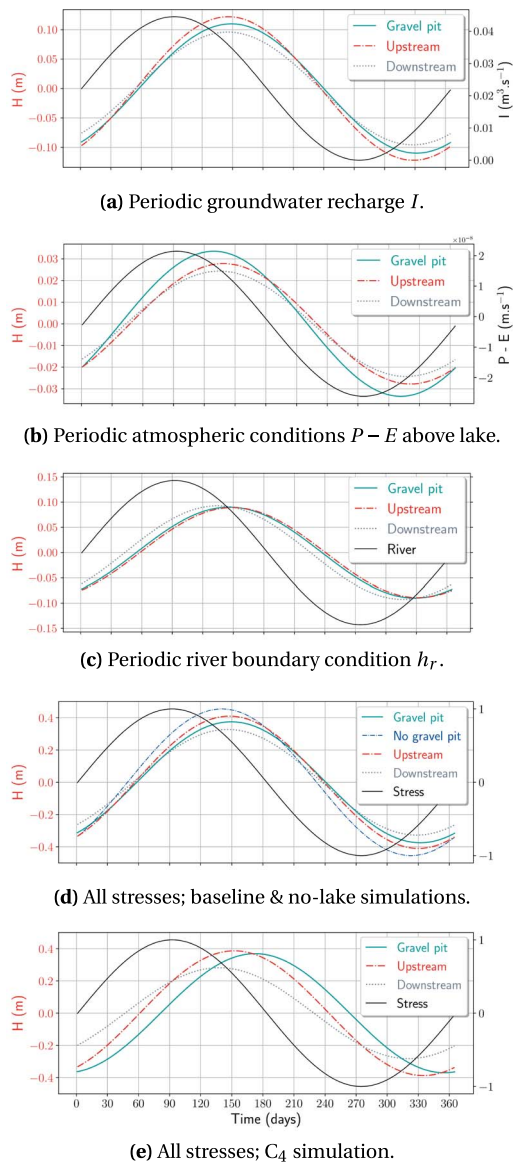 0.10
0.05
0.00
−0.05
−0.10
H (m)
Gravel pit
Upstream
Downstream
0.04
0.03
0.02
0.01
0.00
I (m³.s⁻¹)
(a) Periodic groundwater recharge I.
0.03
0.02
0.01
0.00
−0.01
−0.02
−0.03
H (m)
Gravel pit
Upstream
Downstream
×10⁻⁸
2
1
0
−1
−2
P - E (m.s⁻¹)
(b) Periodic atmospheric conditions P − E above lake.
0.15
0.10
0.05
0.00
−0.05
−0.10
−0.15
H (m)
Gravel pit
Upstream
Downstream
River
(c) Periodic river boundary condition hᵣ.
0.4
0.2
0.0
−0.2
−0.4
H (m)
Gravel pit
No gravel pit
Upstream
Downstream
Stress
1
0
−1
(d) All stresses; baseline & no-lake simulations.
0.4
0.2
0.0
−0.2
−0.4
H (m)
Gravel pit
Upstream
Downstream
Stress
1
0
−1
0 30 60 90 120 150 180 210 240 270 300 330 360
Time (days)
(e) All stresses; C₄ simulation.